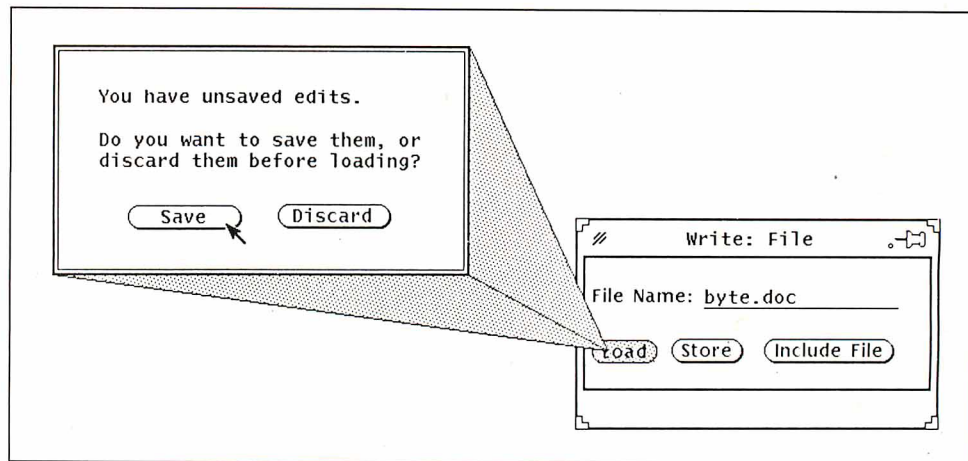 You have unsaved edits.
Do you want to save them, or
discard them before loading?
Save Discard
Write: File
File Name: byte.doc
Load Store Include File